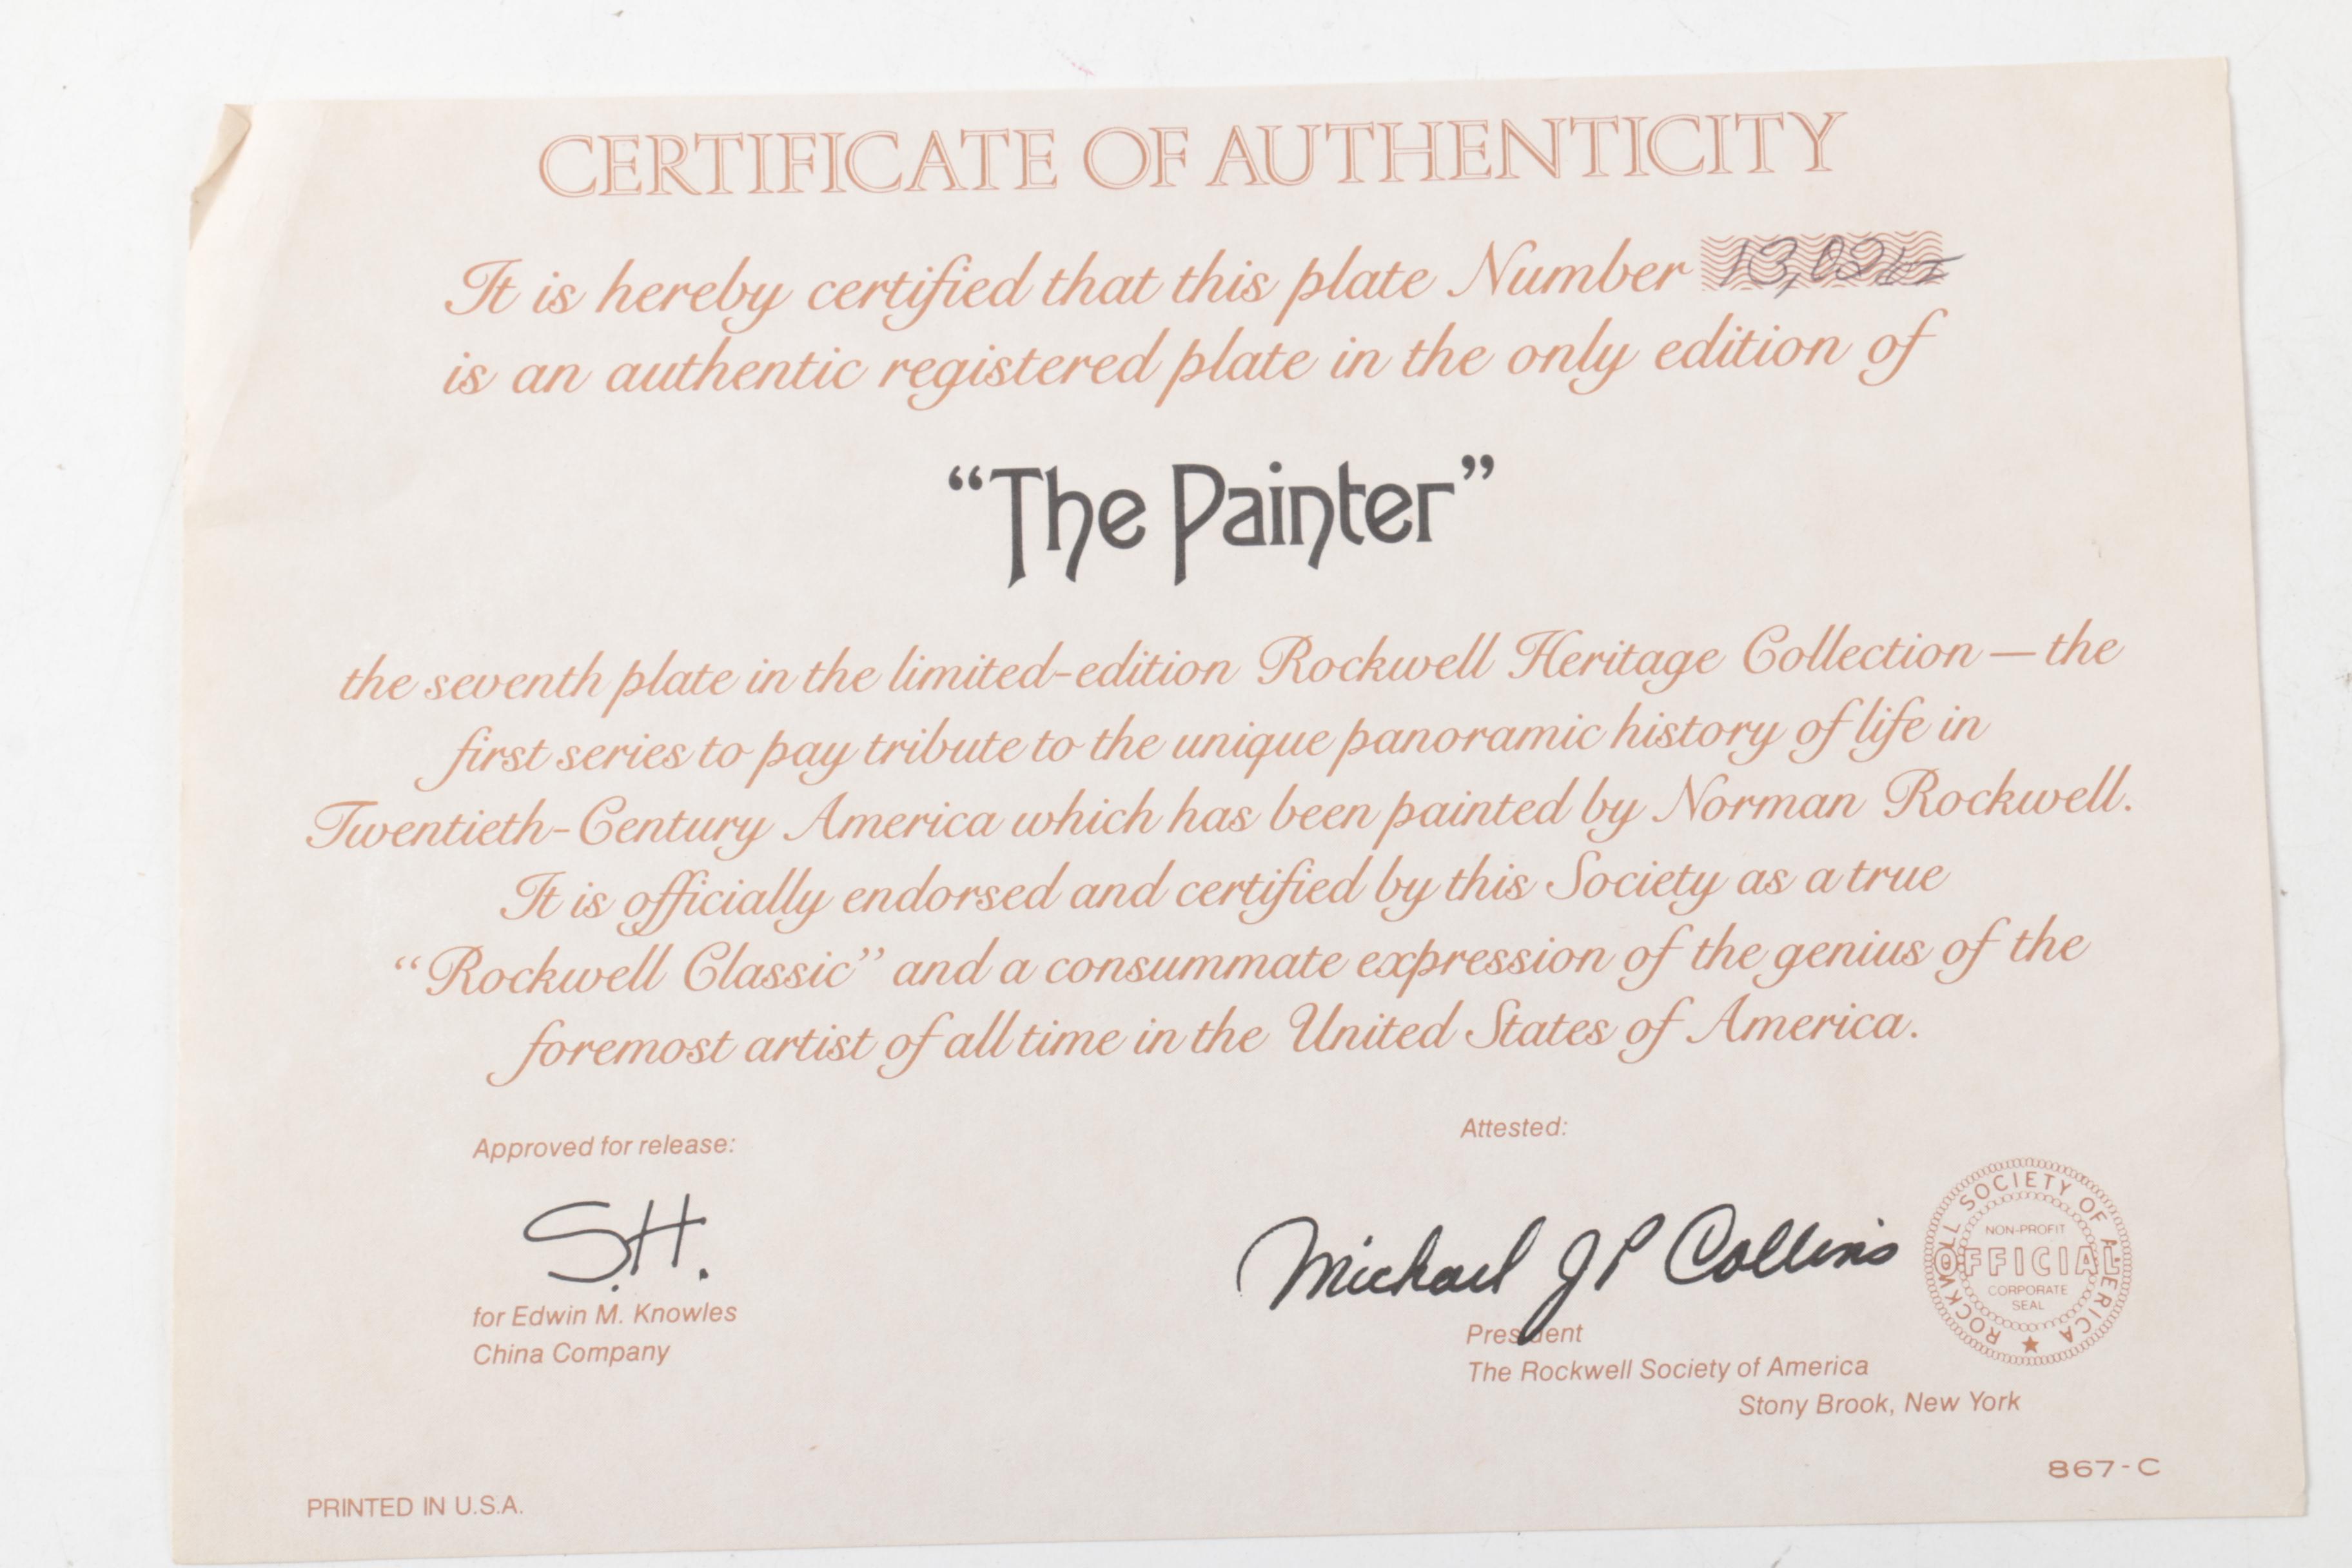 CERTIFICATE OF AUTHENTICITY
It is hereby certified that this plate Number
is an authentic registered plate in the only edition of
“The Painter”
the seventh plate in the limited-edition Rockwell Heritage Collection — the
first series to pay tribute to the unique panoramic history of life in
Twentieth-Century America which has been painted by Norman Rockwell.
It is officially endorsed and certified by this Society as a true
“Rockwell Classic” and a consummate expression of the genius of the
foremost artist of all time in the United States of America.
Approved for release:
S.H.
for Edwin M. Knowles
China Company
Attested:
Michael JP Collins
President
The Rockwell Society of America
Stony Brook, New York
ROCKWELL SOCIETY OF AMERICA
NON-PROFIT
OFFICIAL
CORPORATE
SEAL
867-C
PRINTED IN U.S.A.